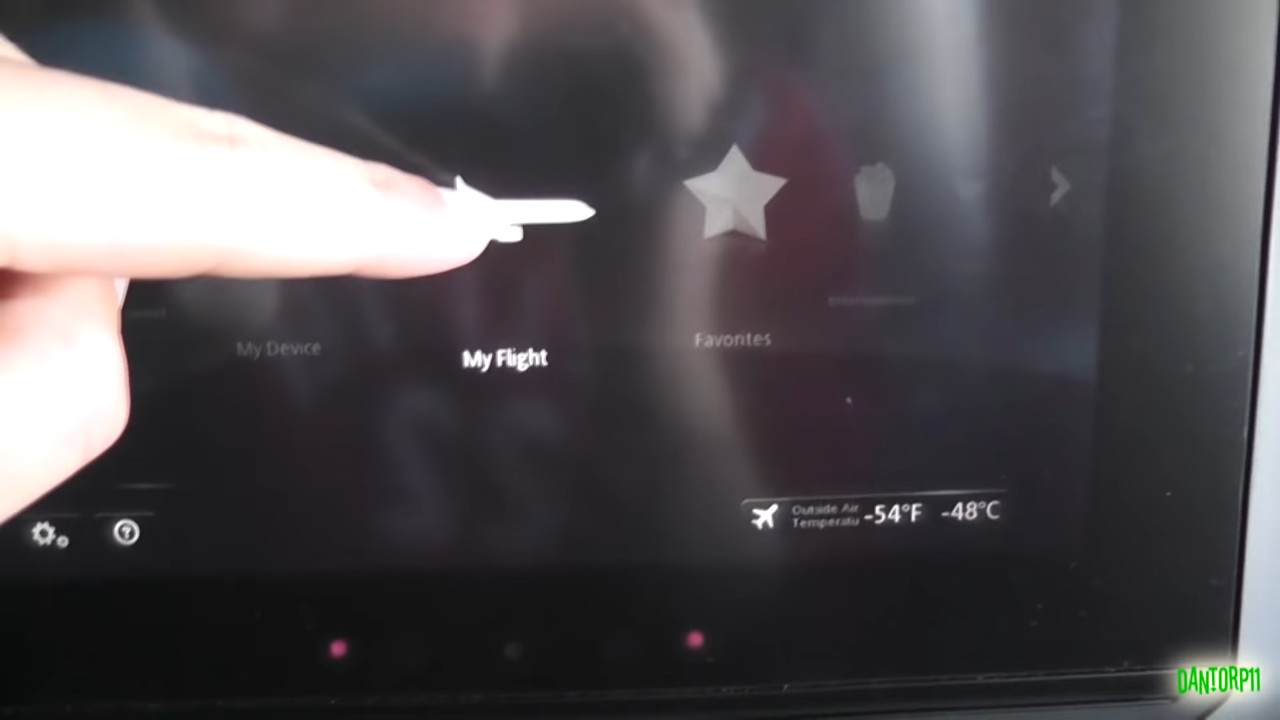 My Device
My Flight
Favorites
Outside Air
Temperatu
-54°F -48°C
DANTORP11